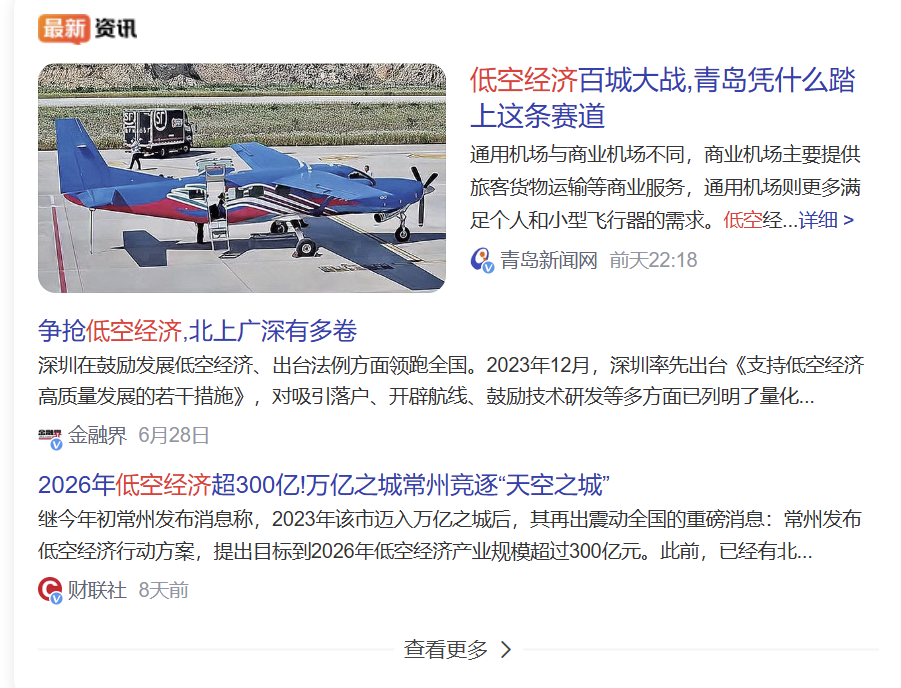 最新 资讯
SF
低空经济百城大战,青岛凭什么踏
上这条赛道
通用机场与商业机场不同，商业机场主要提供
旅客货物运输等商业服务，通用机场则更多满
足个人和小型飞行器的需求。低空经...详细 >
青岛新闻网 前天22:18
争抢低空经济,北上广深有多卷
深圳在鼓励发展低空经济、出台法例方面领跑全国。2023年12月，深圳率先出台《支持低空经济
高质量发展的若干措施》，对吸引落户、开辟航线、鼓励技术研发等多方面已列明了量化...
金融界
金融界 6月28日
2026年低空经济超300亿!万亿之城常州竞逐“天空之城”
继今年初常州发布消息称，2023年该市迈入万亿之城后，其再出震动全国的重磅消息：常州发布
低空经济行动方案，提出目标到2026年低空经济产业规模超过300亿元。此前，已经有北...
财联社 8天前
查看更多